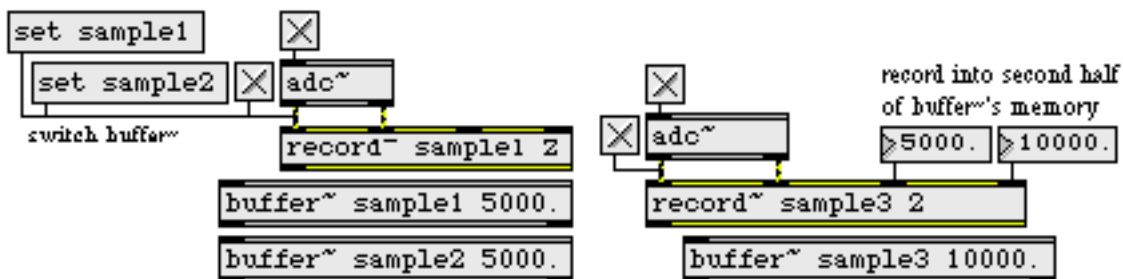 set sample1
set sample2
adc~
switch buffer~
record~ sample1 2
buffer~ sample1 5000.
buffer~ sample2 5000.
record into second half
of buffer~'s memory
adc~
5000.
10000.
record~ sample3 2
buffer~ sample3 10000.